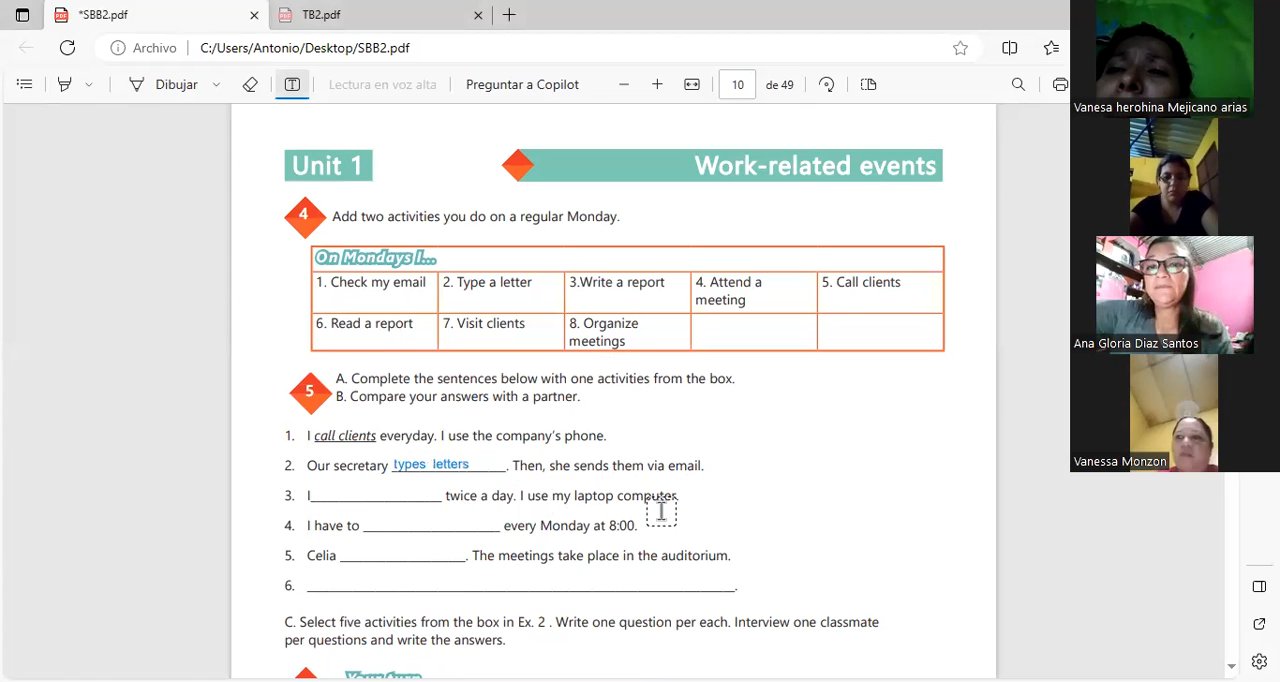 *SBB2.pdf
TB2.pdf
Archivo C:/Users/Antonio/Desktop/SBB2.pdf
Dibujar
Lectura en voz alta
Preguntar a Copilot
10 de 49
Unit 1
Work-related events
4 Add two activities you do on a regular Monday.
On Mondays I...
1. Check my email 2. Type a letter 3.Write a report 4. Attend a meeting 5. Call clients
6. Read a report 7. Visit clients 8. Organize meetings
5 A. Complete the sentences below with one activities from the box.
B. Compare your answers with a partner.
1. I call clients everyday. I use the company's phone.
2. Our secretary types letters. Then, she sends them via email.
3. I____________________ twice a day. I use my laptop computer.
4. I have to ____________________ every Monday at 8:00.
5. Celia __________________. The meetings take place in the auditorium.
6. ______________________________________________________________.
C. Select five activities from the box in Ex. 2 . Write one question per each. Interview one classmate
per questions and write the answers.
Vanesa herohina Mejicano arias
Ana Gloria Diaz Santos
Vanessa Monzon